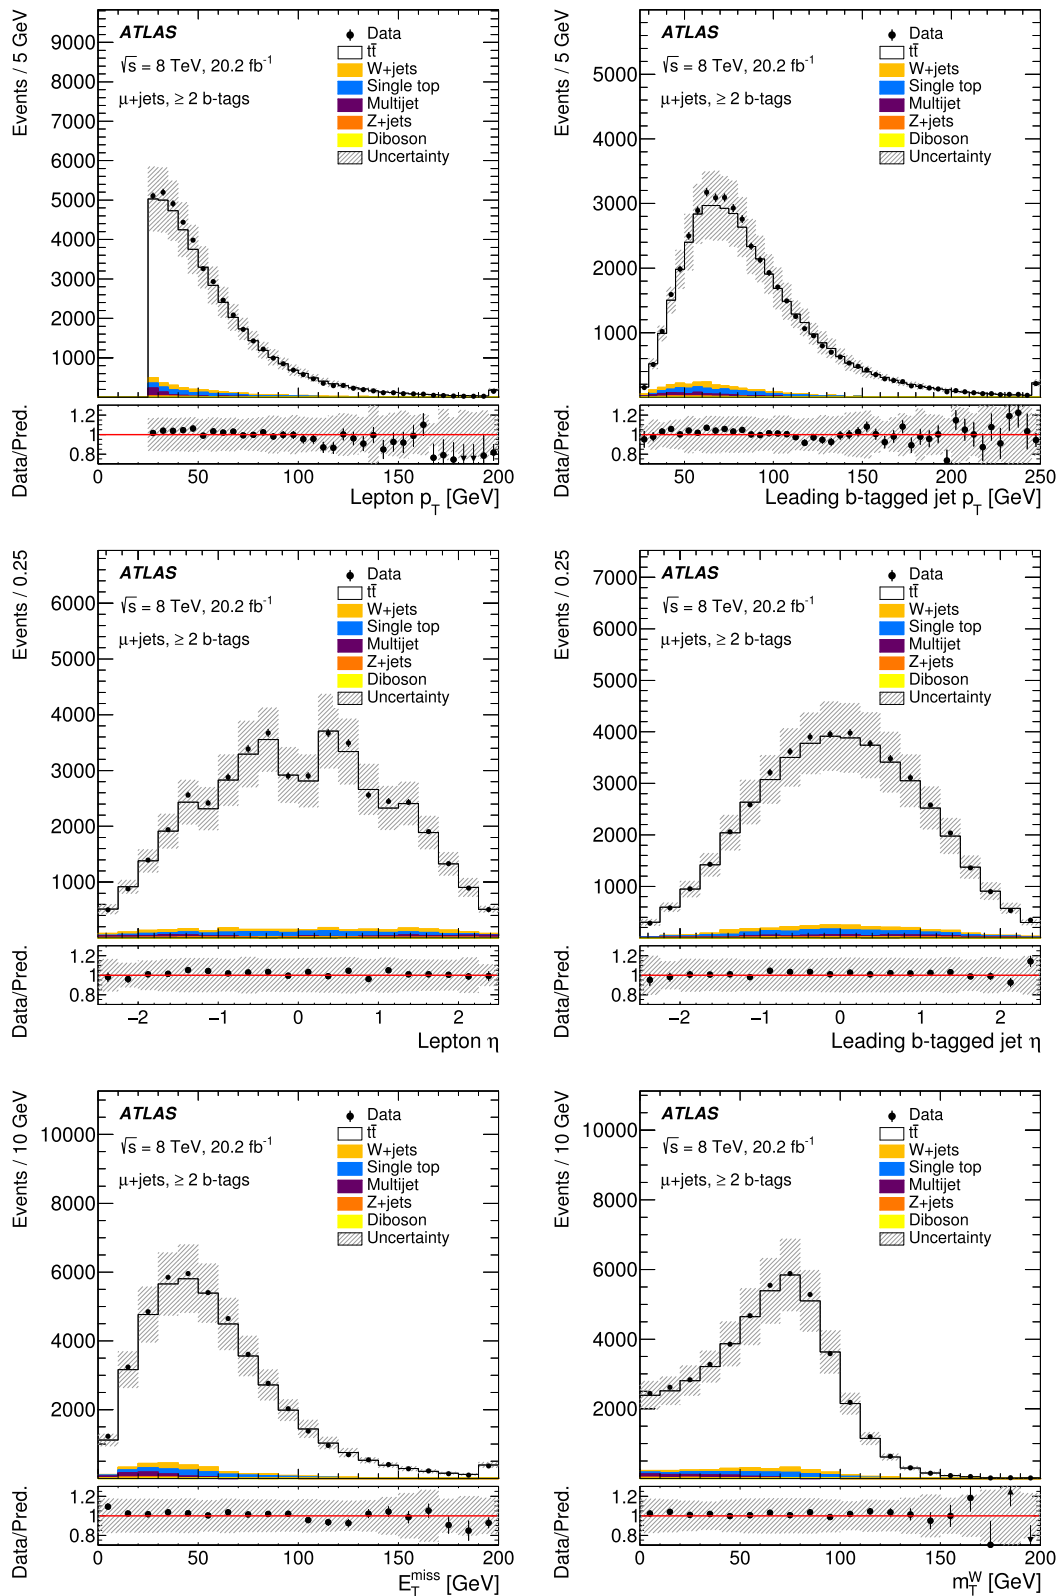 Events / 5 GeV
9000
8000
7000
6000
5000
4000
3000
2000
1000
ATLAS
√s = 8 TeV, 20.2 fb⁻¹
μ+jets, ≥ 2 b-tags
Data
tt̄
W+jets
Single top
Multijet
Z+jets
Diboson
Uncertainty
Data/Pred.
1.2
1
0.8
0 50 100 150 200
Lepton p_T [GeV]
Events / 5 GeV
5000
4000
3000
2000
1000
ATLAS
√s = 8 TeV, 20.2 fb⁻¹
μ+jets, ≥ 2 b-tags
Data
tt̄
W+jets
Single top
Multijet
Z+jets
Diboson
Uncertainty
Data/Pred.
1.2
1
0.8
50 100 150 200 250
Leading b-tagged jet p_T [GeV]
Events / 0.25
6000
5000
4000
3000
2000
1000
ATLAS
√s = 8 TeV, 20.2 fb⁻¹
μ+jets, ≥ 2 b-tags
Data
tt̄
W+jets
Single top
Multijet
Z+jets
Diboson
Uncertainty
Data/Pred.
1.2
1
0.8
−2 −1 0 1 2
Lepton η
Events / 0.25
7000
6000
5000
4000
3000
2000
1000
ATLAS
√s = 8 TeV, 20.2 fb⁻¹
μ+jets, ≥ 2 b-tags
Data
tt̄
W+jets
Single top
Multijet
Z+jets
Diboson
Uncertainty
Data/Pred.
1.2
1
0.8
−2 −1 0 1 2
Leading b-tagged jet η
Events / 10 GeV
10000
8000
6000
4000
2000
ATLAS
√s = 8 TeV, 20.2 fb⁻¹
μ+jets, ≥ 2 b-tags
Data
tt̄
W+jets
Single top
Multijet
Z+jets
Diboson
Uncertainty
Data/Pred.
1.2
1
0.8
0 50 100 150 200
E_T^miss [GeV]
Events / 10 GeV
10000
8000
6000
4000
2000
ATLAS
√s = 8 TeV, 20.2 fb⁻¹
μ+jets, ≥ 2 b-tags
Data
tt̄
W+jets
Single top
Multijet
Z+jets
Diboson
Uncertainty
Data/Pred.
1.2
1
0.8
0 50 100 150 200
m_T^W [GeV]